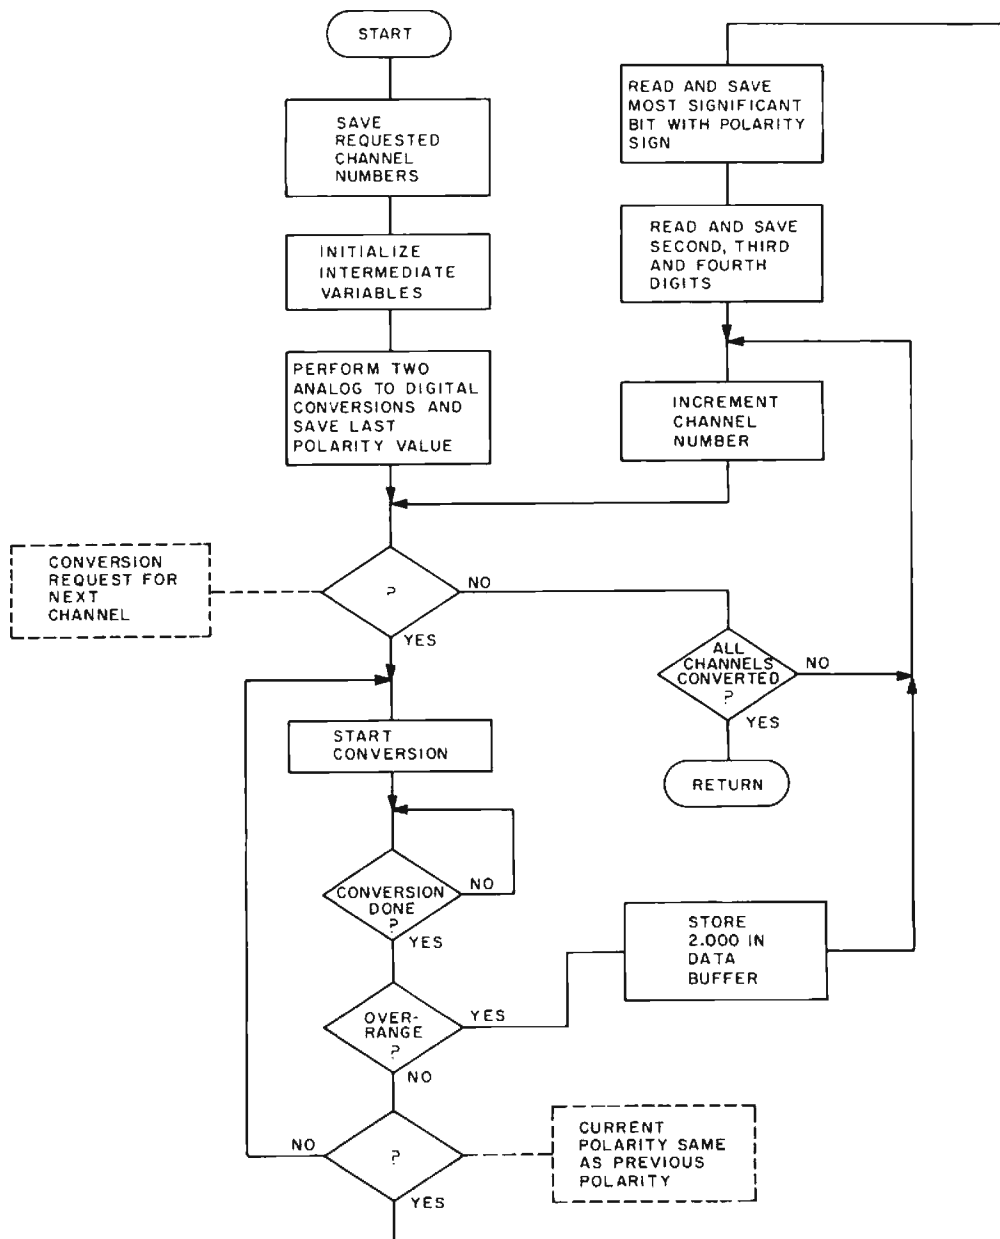 START
SAVE
REQUESTED
CHANNEL
NUMBERS
INITIALIZE
INTERMEDIATE
VARIABLES
PERFORM TWO
ANALOG TO DIGITAL
CONVERSIONS AND
SAVE LAST
POLARITY VALUE
READ AND SAVE
MOST SIGNIFICANT
BIT WITH POLARITY
SIGN
READ AND SAVE
SECOND, THIRD
AND FOURTH
DIGITS
INCREMENT
CHANNEL
NUMBER
CONVERSION
REQUEST FOR
NEXT
CHANNEL
?
NO
YES
ALL
CHANNELS
CONVERTED
?
NO
YES
RETURN
START
CONVERSION
CONVERSION
DONE
?
NO
YES
OVER-
RANGE
?
YES
NO
STORE
2.000 IN
DATA
BUFFER
?
NO
YES
CURRENT
POLARITY SAME
AS PREVIOUS
POLARITY